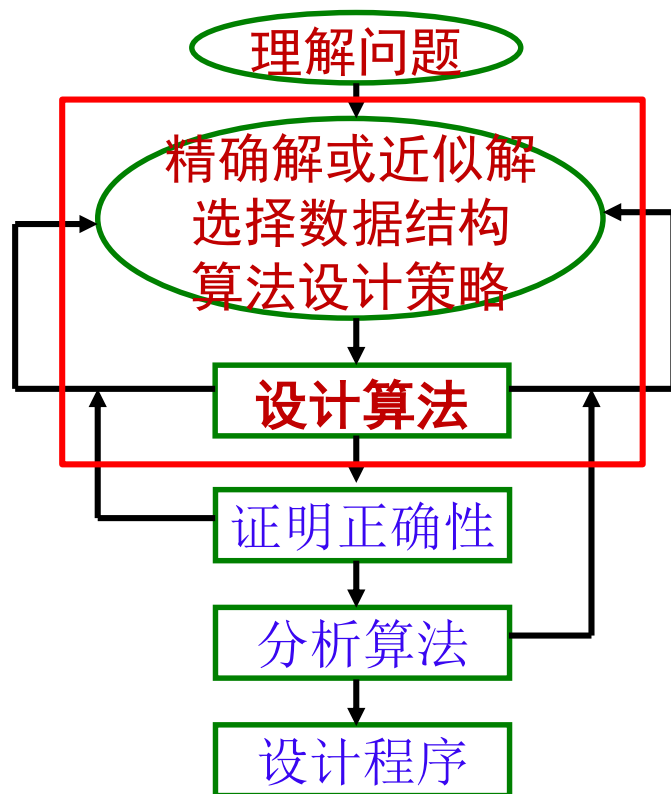 理解问题
精确解或近似解
选择数据结构
算法设计策略
设计算法
证明正确性
分析算法
设计程序